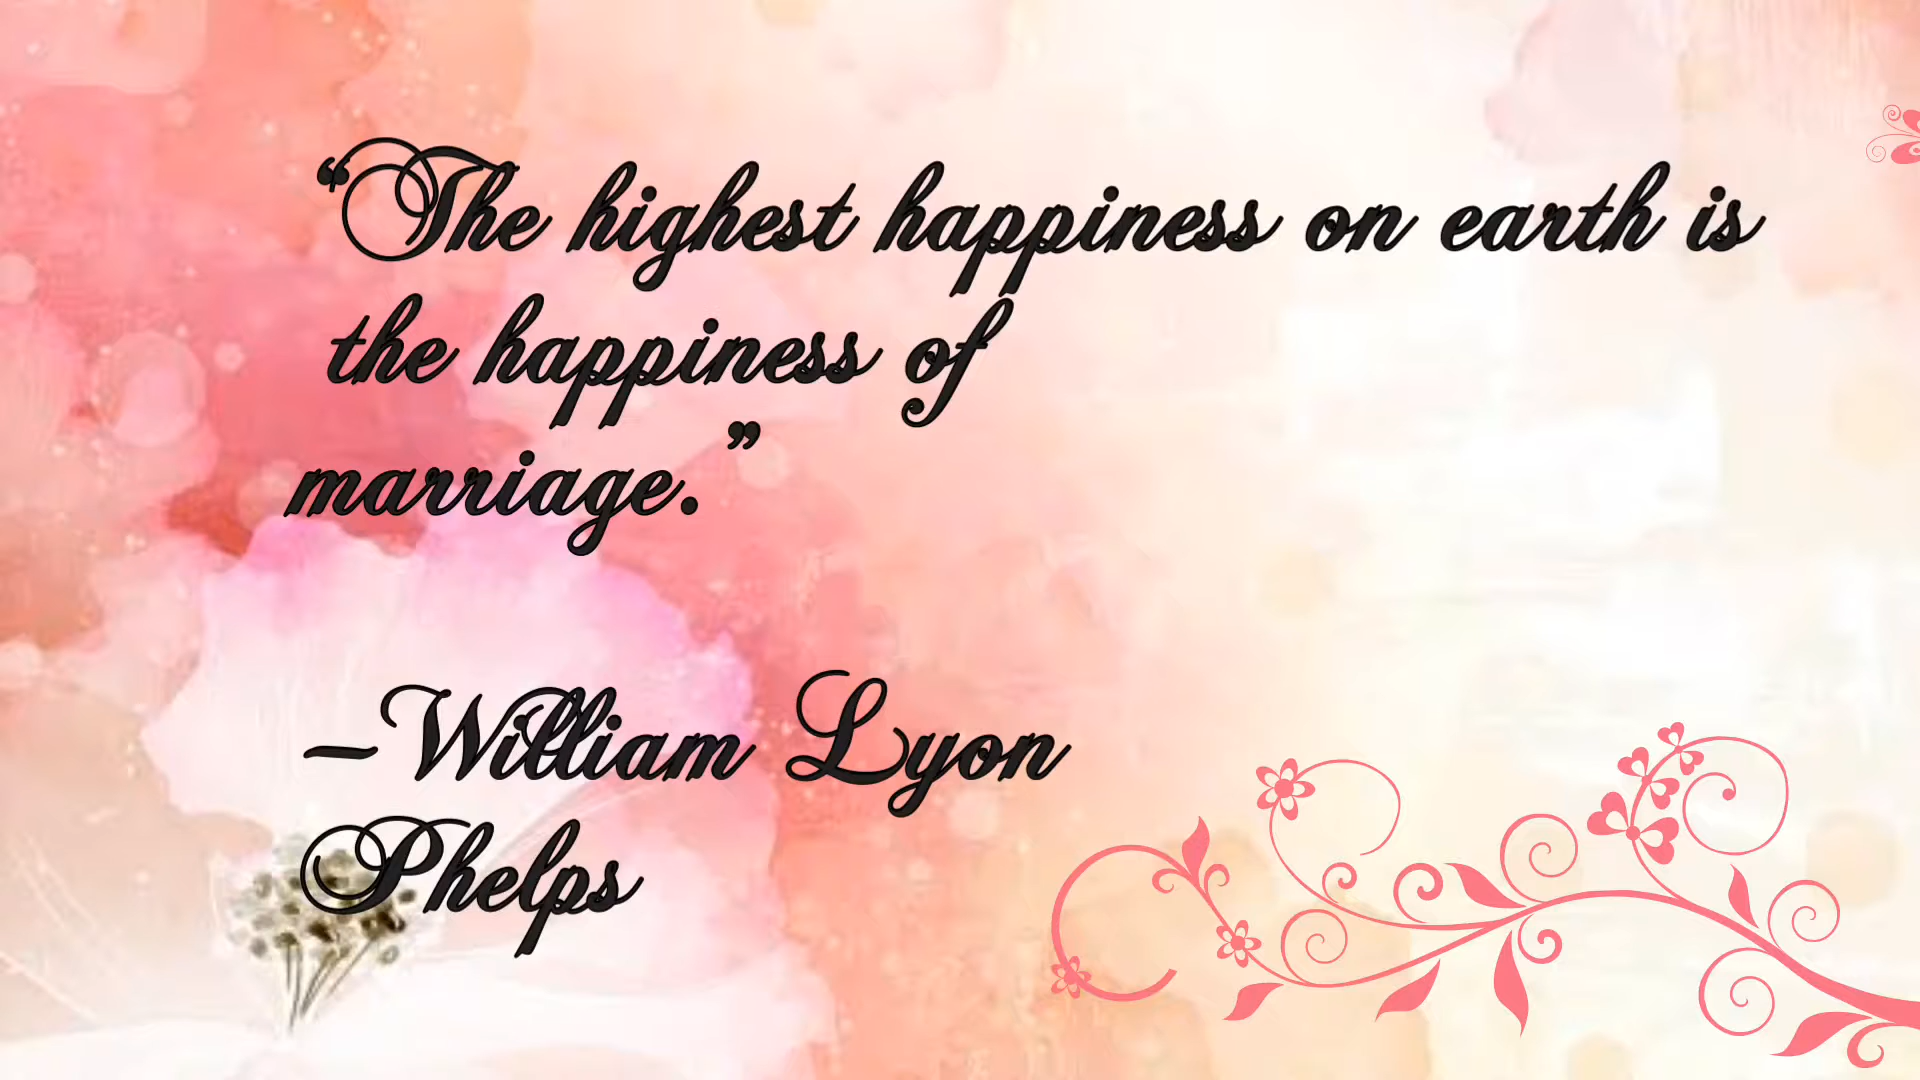 “The highest happiness on earth is
the happiness of
marriage.”
–William Lyon
Phelps